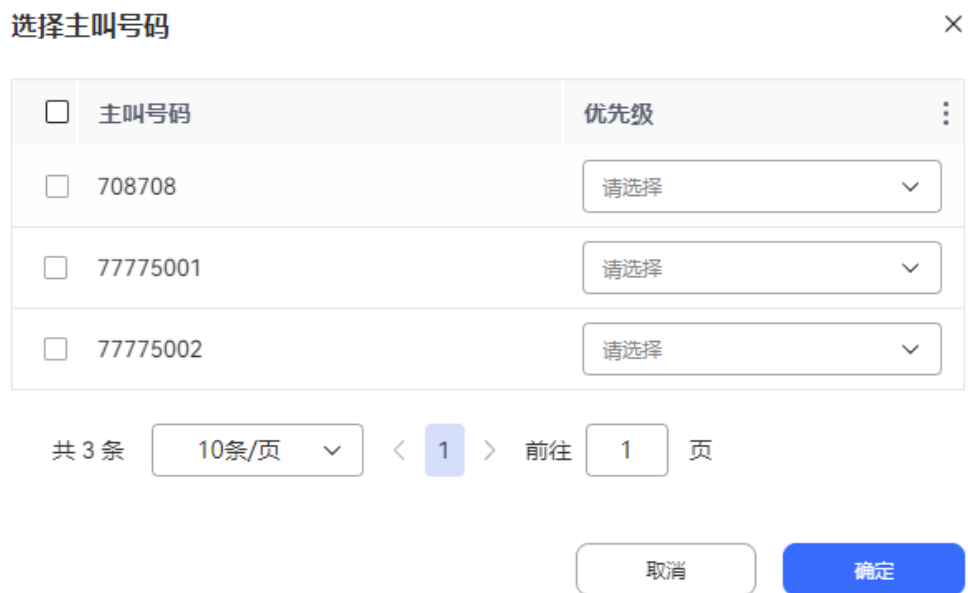 选择主叫号码
主叫号码 优先级
708708 请选择
77775001 请选择
77775002 请选择
共 3 条 10条/页 1 前往 1 页
取消 确定